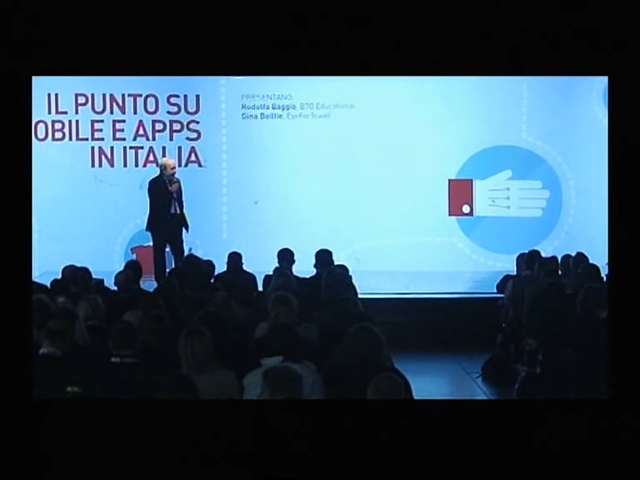 IL PUNTO SU
OBILE E APPS
IN ITALIA
PRESENTANO
Rodolfo Baggio, BTO Educational
Gina Baillie, EyeForTravel